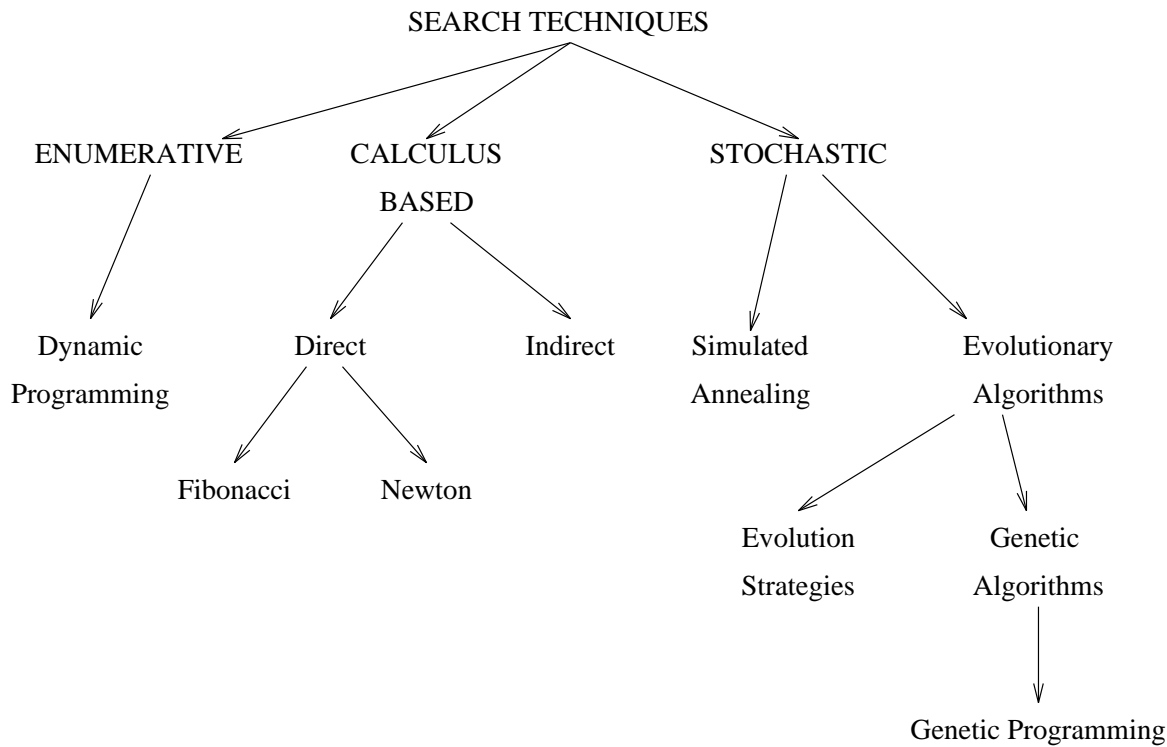 SEARCH TECHNIQUES
ENUMERATIVE
CALCULUS
BASED
STOCHASTIC
Dynamic
Programming
Direct
Indirect
Simulated
Annealing
Evolutionary
Algorithms
Fibonacci
Newton
Evolution
Strategies
Genetic
Algorithms
Genetic Programming